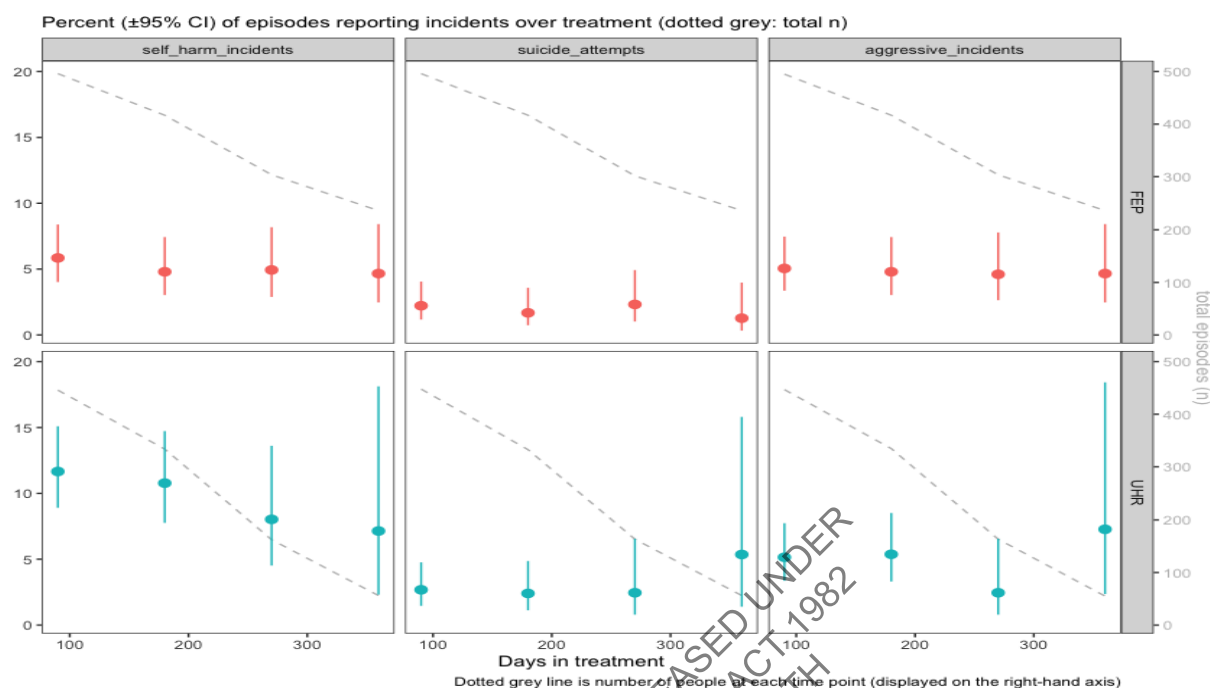 Percent (±95% CI) of episodes reporting incidents over treatment (dotted grey: total n)
self_harm_incidents suicide_attempts aggressive_incidents
20
15
10
5
0
500
400
300
200
100
0
FEP
20
15
10
5
0
500
400
300
200
100
0
UHR
total episodes (n)
100 200 300 100 200 300 100 200 300
Days in treatment
Dotted grey line is number of people at each time point (displayed on the right-hand axis)
ASED UNDER
ACT 1982
TH